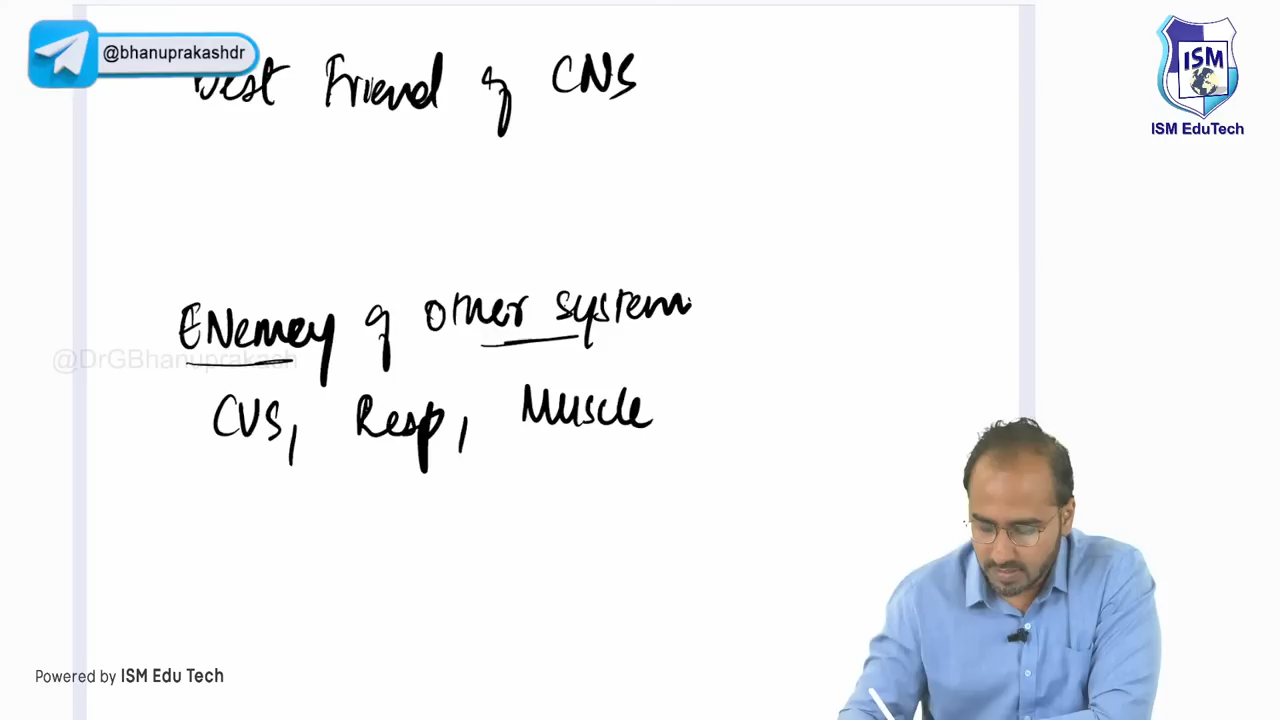 @bhanuprakashdr
ISM
ISM EduTech
Best Friend of CNS
ENemey of other system
@DrGBhanuprakash
CVS, Resp, Muscle
Powered by ISM Edu Tech